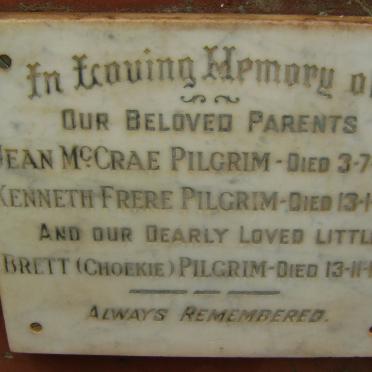 In Loving Memory of
OUR BELOVED PARENTS
JEAN McCRAE PILGRIM - DIED 3-7
KENNETH FRERE PILGRIM - DIED 13-1
AND OUR DEARLY LOVED LITTL
BRETT (CHOEKIE) PILGRIM - DIED 13-11-
ALWAYS REMEMBERED.